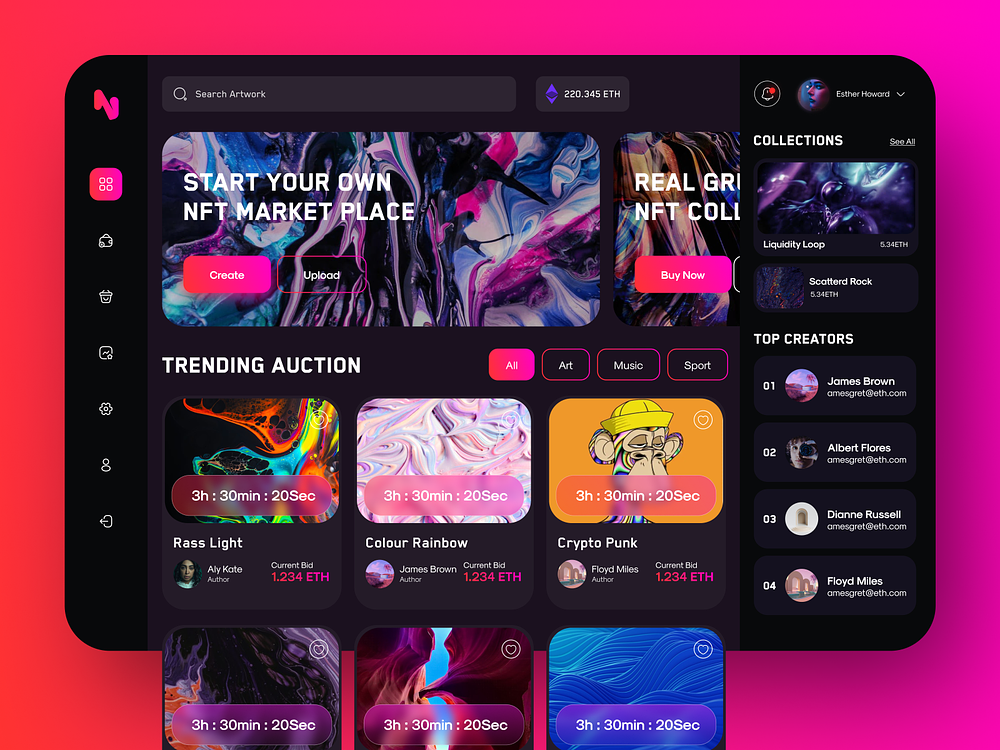 Search Artwork
220.345 ETH
Esther Howard
START YOUR OWN
NFT MARKET PLACE
Create
Upload
REAL GRU
NFT COLL
Buy Now
COLLECTIONS
See All
Liquidity Loop
5.34ETH
Scatterd Rock
5.34ETH
TRENDING AUCTION
All
Art
Music
Sport
3h : 30min : 20Sec
Rass Light
Aly Kate
Author
Current Bid
1.234 ETH
3h : 30min : 20Sec
Colour Rainbow
James Brown
Author
Current Bid
1.234 ETH
3h : 30min : 20Sec
Crypto Punk
Floyd Miles
Author
Current Bid
1.234 ETH
3h : 30min : 20Sec
3h : 30min : 20Sec
3h : 30min : 20Sec
TOP CREATORS
01
James Brown
amesgret@eth.com
02
Albert Flores
amesgret@eth.com
03
Dianne Russell
amesgret@eth.com
04
Floyd Miles
amesgret@eth.com